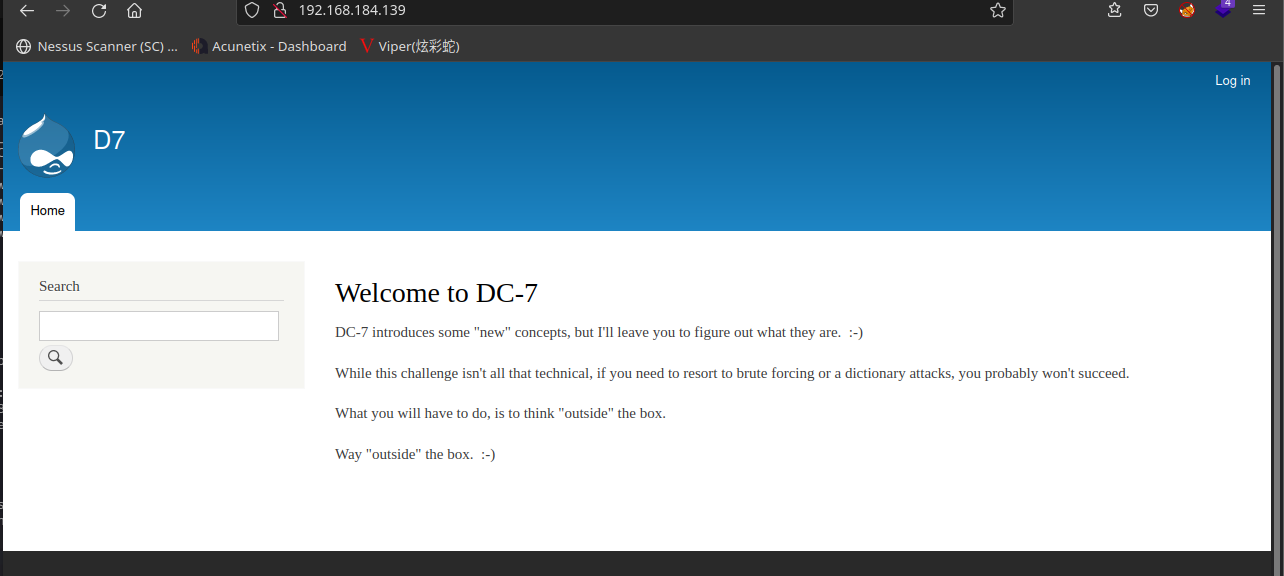 192.168.184.139
4
Nessus Scanner (SC) ... Acunetix - Dashboard Viper(炫彩蛇)
Log in
D7
Home
Search
Welcome to DC-7
DC-7 introduces some "new" concepts, but I'll leave you to figure out what they are. :-)
While this challenge isn't all that technical, if you need to resort to brute forcing or a dictionary attacks, you probably won't succeed.
What you will have to do, is to think "outside" the box.
Way "outside" the box. :-)